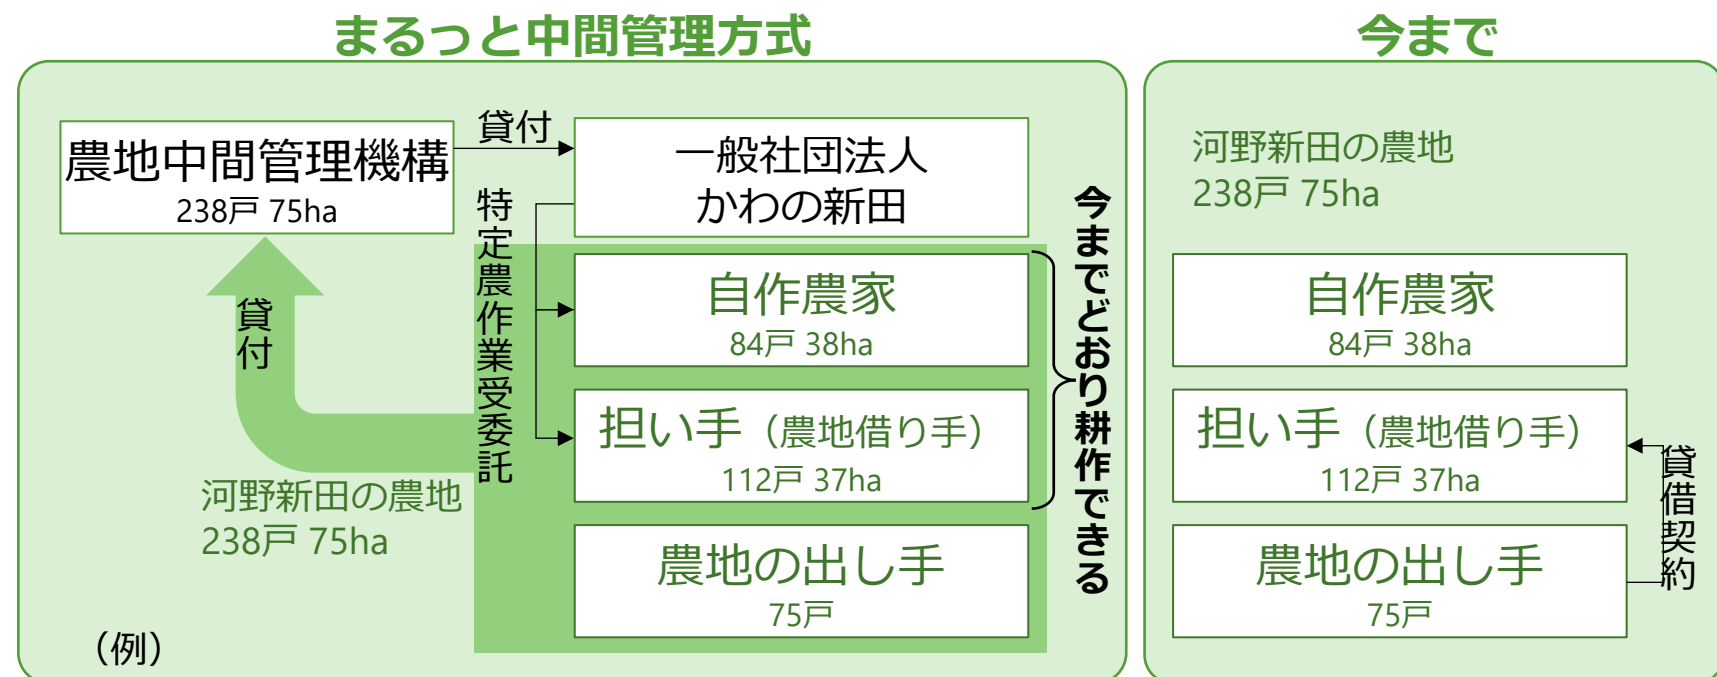 まるっと中間管理方式
農地中間管理機構
238戸 75ha
貸付
一般社団法人
かわの新田
特定農作業受委託
自作農家
84戸 38ha
担い手（農地借り手）
112戸 37ha
農地の出し手
75戸
今までどおり耕作できる
貸付
河野新田の農地
238戸 75ha
（例）
今まで
河野新田の農地
238戸 75ha
自作農家
84戸 38ha
担い手（農地借り手）
112戸 37ha
農地の出し手
75戸
貸借契約